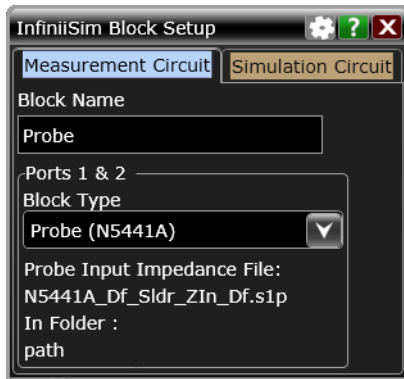 InfiniiSim Block Setup
?
X
Measurement Circuit
Simulation Circuit
Block Name
Probe
Ports 1 & 2
Block Type
Probe (N5441A)
Probe Input Impedance File:
N5441A_Df_Sldr_ZIn_Df.s1p
In Folder :
path